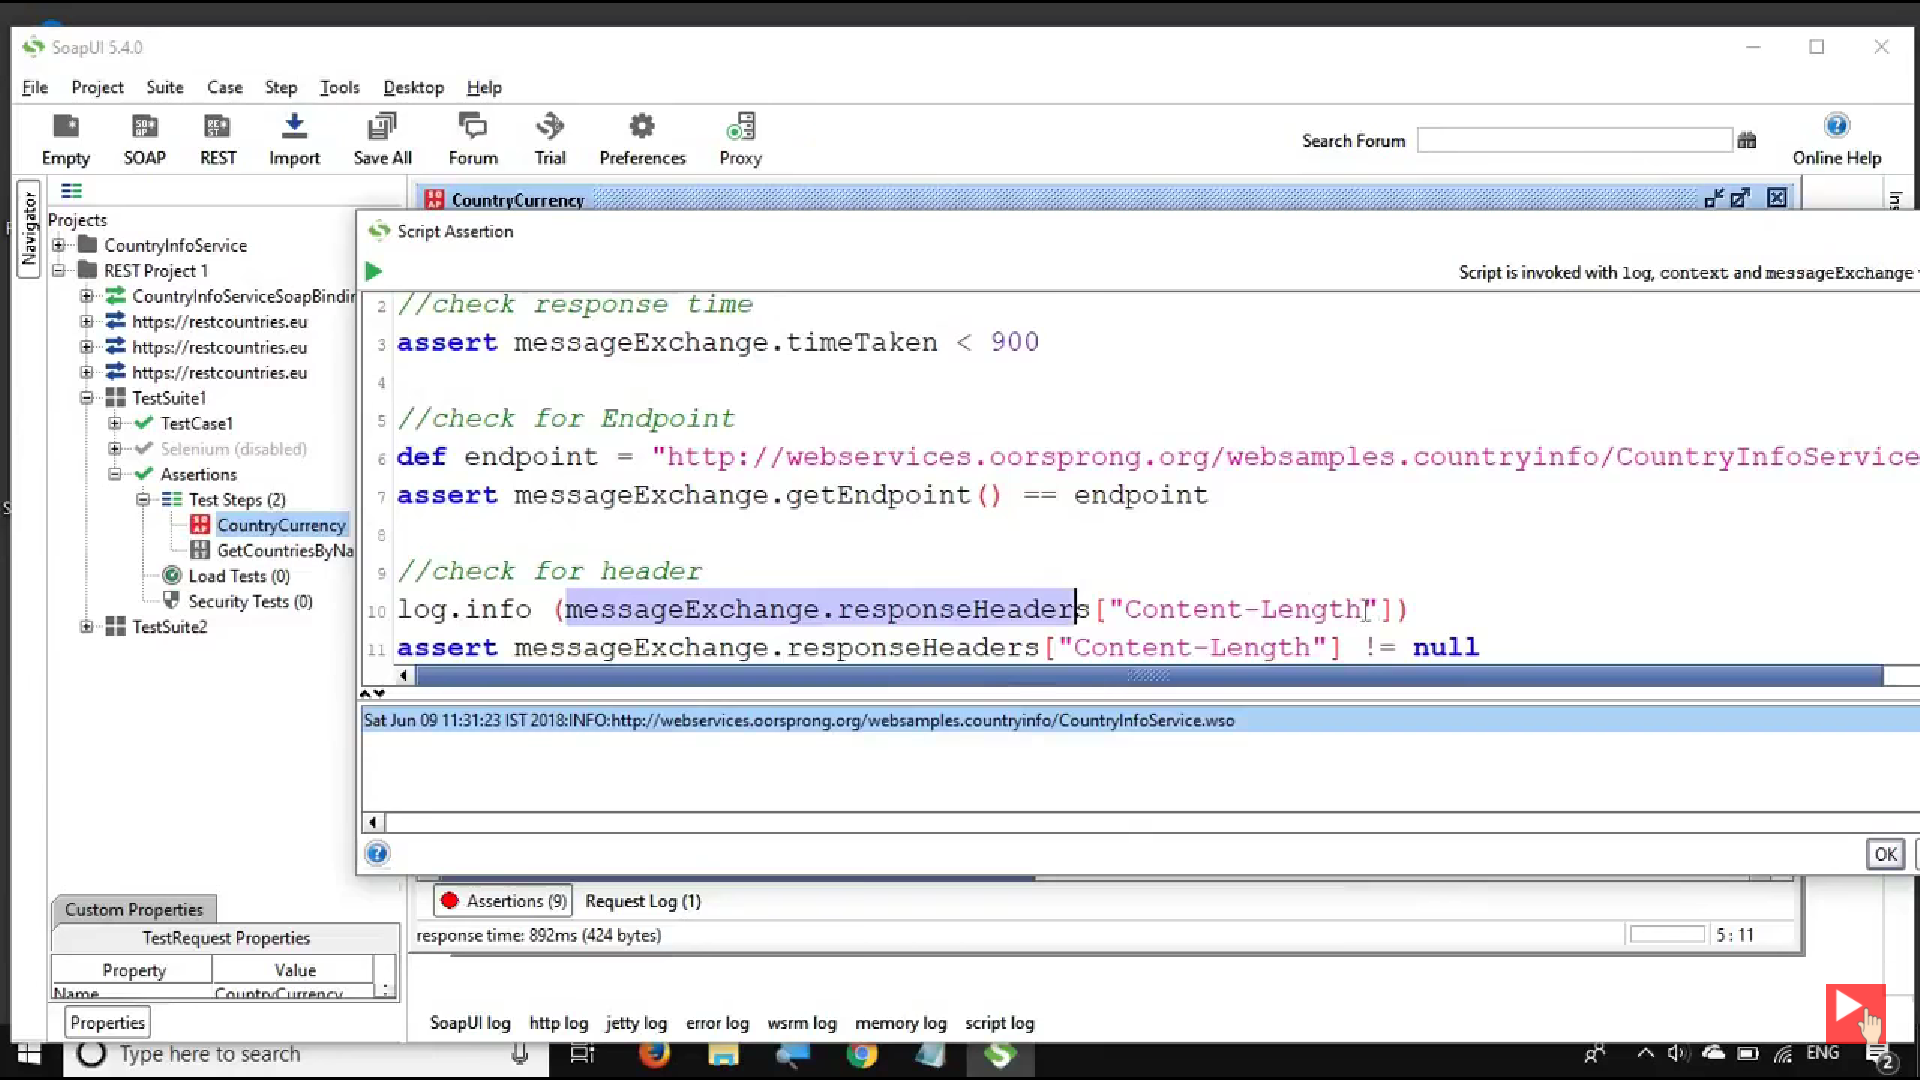 SoapUI 5.4.0
File Project Suite Case Step Tools Desktop Help
Empty SOAP REST Import Save All Forum Trial Preferences Proxy
Search Forum
Online Help
Navigator
Projects
CountryInfoService
REST Project 1
CountryInfoServiceSoapBindin
https://restcountries.eu
https://restcountries.eu
https://restcountries.eu
TestSuite1
TestCase1
Selenium (disabled)
Assertions
Test Steps (2)
CountryCurrency
GetCountriesByNa
Load Tests (0)
Security Tests (0)
TestSuite2
CountryCurrency
Script Assertion
Script is invoked with log, context and messageExchange
2 //check response time
3 assert messageExchange.timeTaken < 900
4
5 //check for Endpoint
6 def endpoint = "http://webservices.oorsprong.org/websamples.countryinfo/CountryInfoService
7 assert messageExchange.getEndpoint() == endpoint
8
9 //check for header
10 log.info (messageExchange.responseHeaders["Content-Length"])
11 assert messageExchange.responseHeaders["Content-Length"] != null
Sat Jun 09 11:31:23 IST 2018:INFO:http://webservices.oorsprong.org/websamples.countryinfo/CountryInfoService.wso
OK
Assertions (9) Request Log (1)
response time: 892ms (424 bytes)
5 : 11
Custom Properties
TestRequest Properties
Property Value
Name CountryCurrency
Properties
SoapUI log http log jetty log error log wsrm log memory log script log
Type here to search
ENG
2